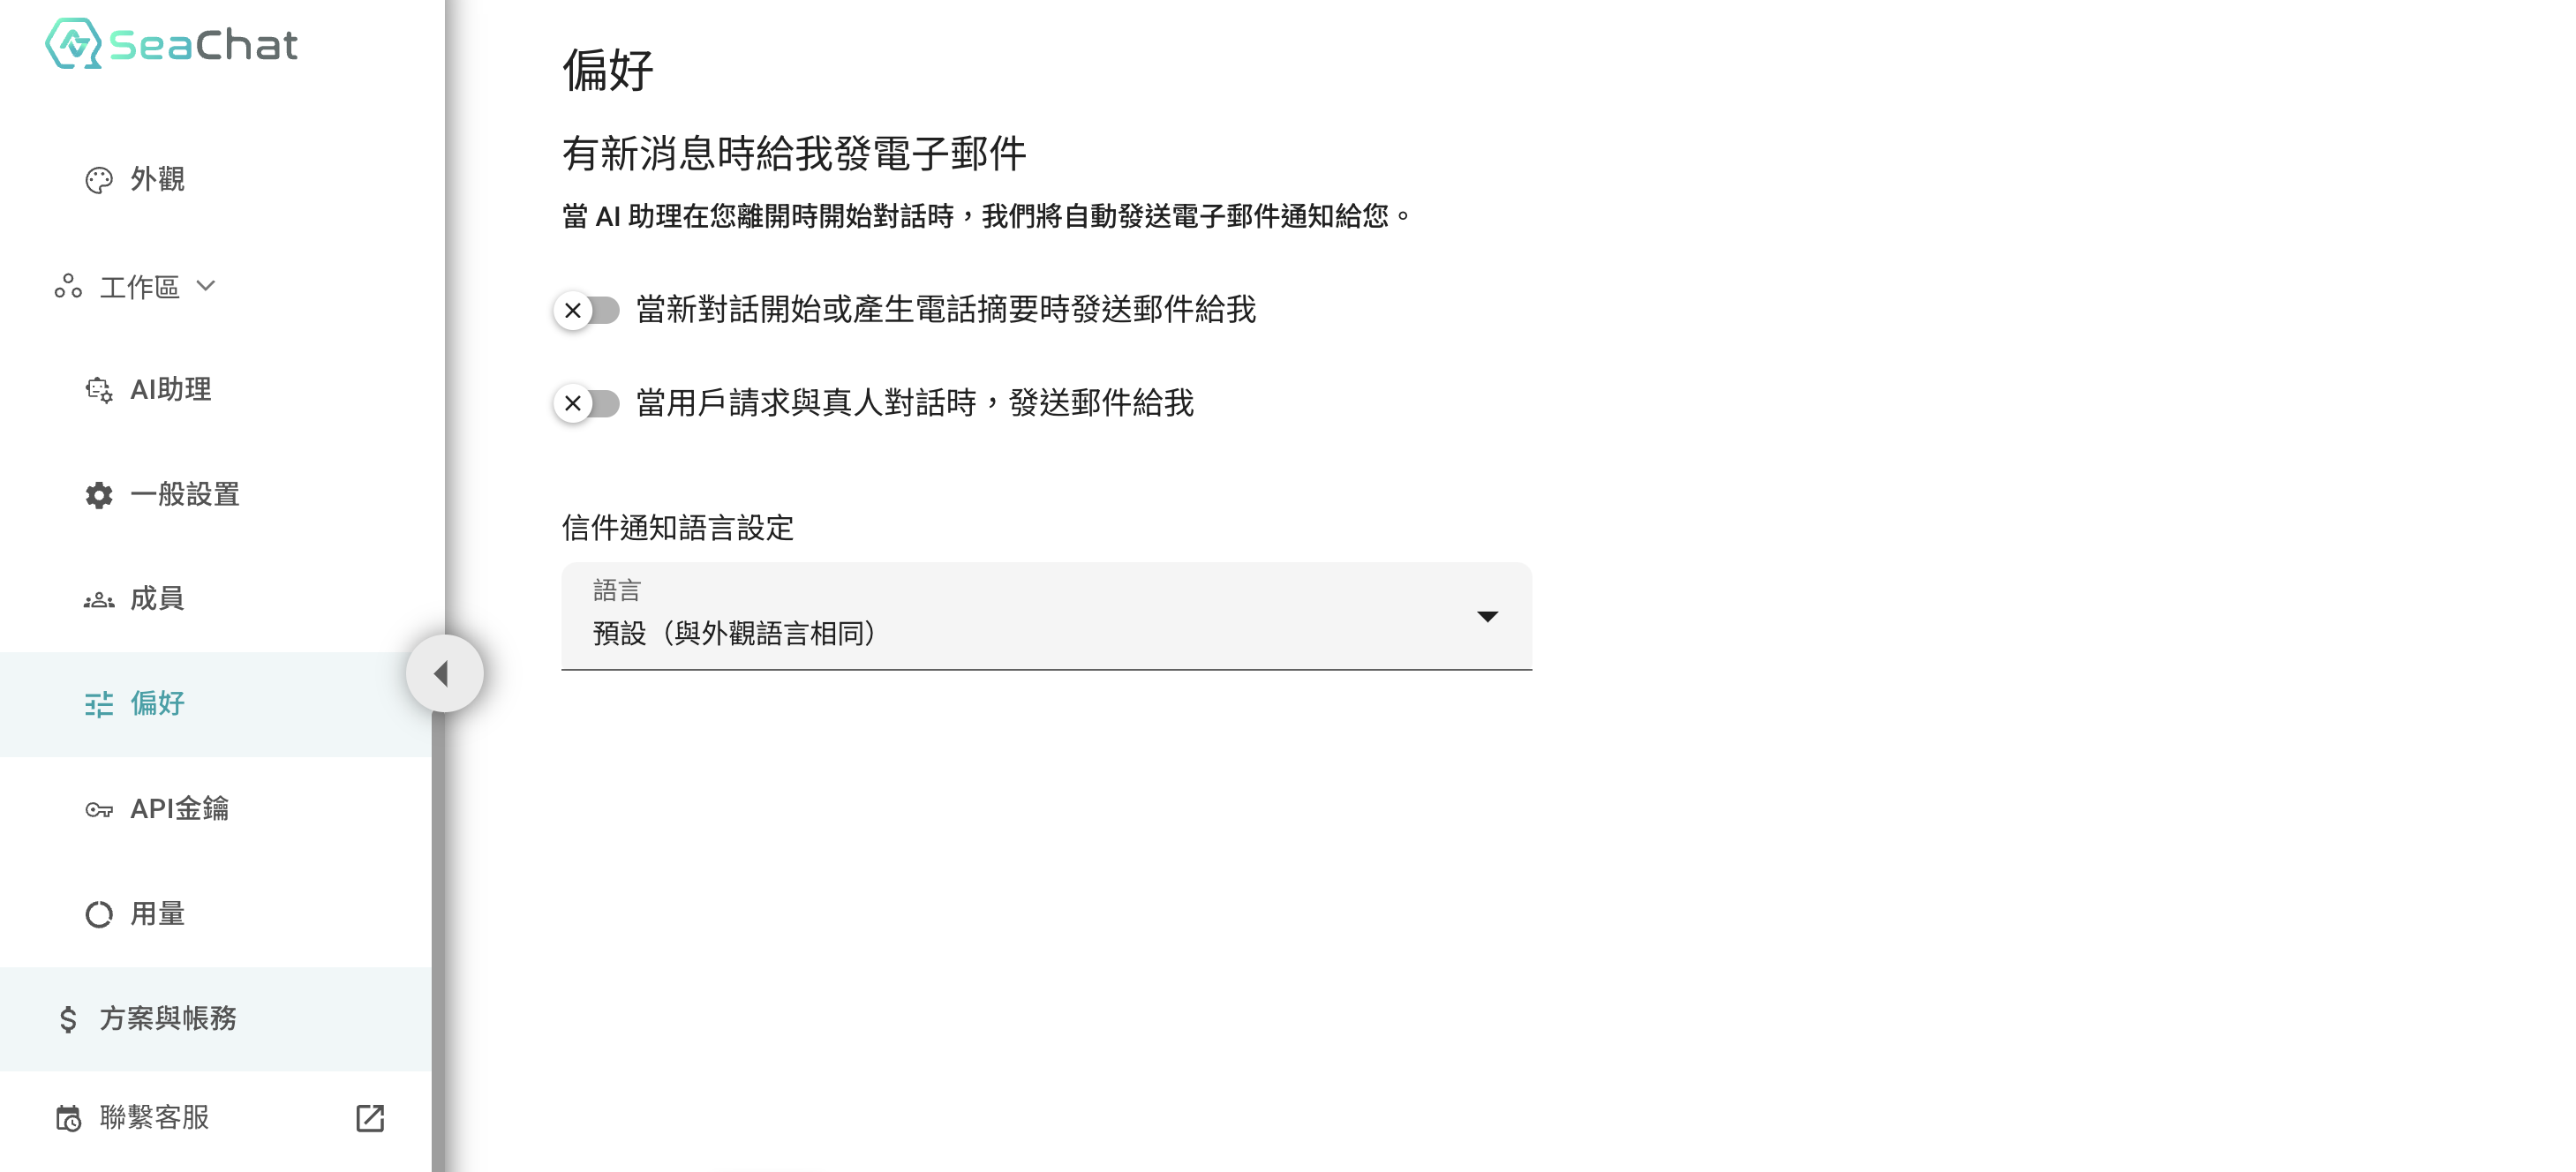 SeaChat
外觀
工作區
AI助理
一般設置
成員
偏好
API金鑰
用量
方案與帳務
聯繫客服
偏好
有新消息時給我發電子郵件
當 AI 助理在您離開時開始對話時，我們將自動發送電子郵件通知給您。
當新對話開始或產生電話摘要時發送郵件給我
當用戶請求與真人對話時，發送郵件給我
信件通知語言設定
語言
預設（與外觀語言相同）